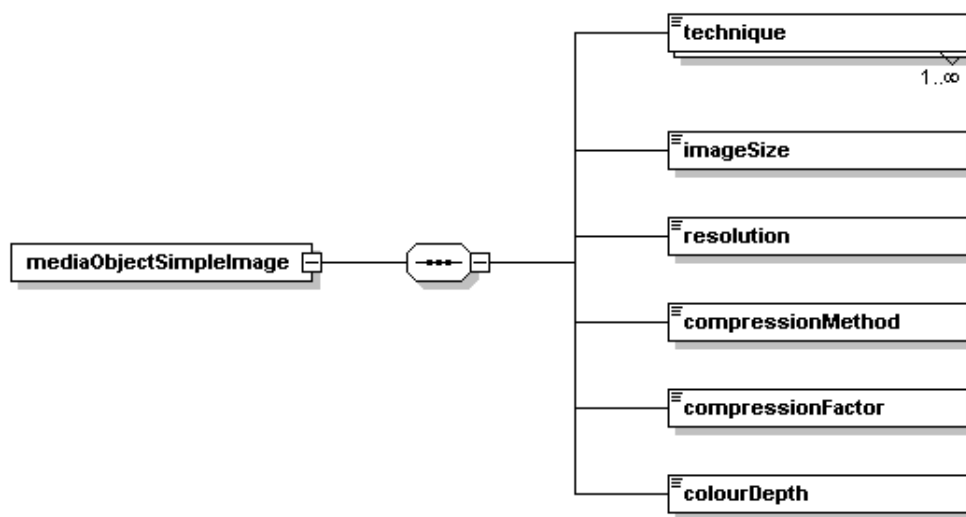 technique
1..∞
imageSize
resolution
mediaObjectSimpleImage
compressionMethod
compressionFactor
colourDepth